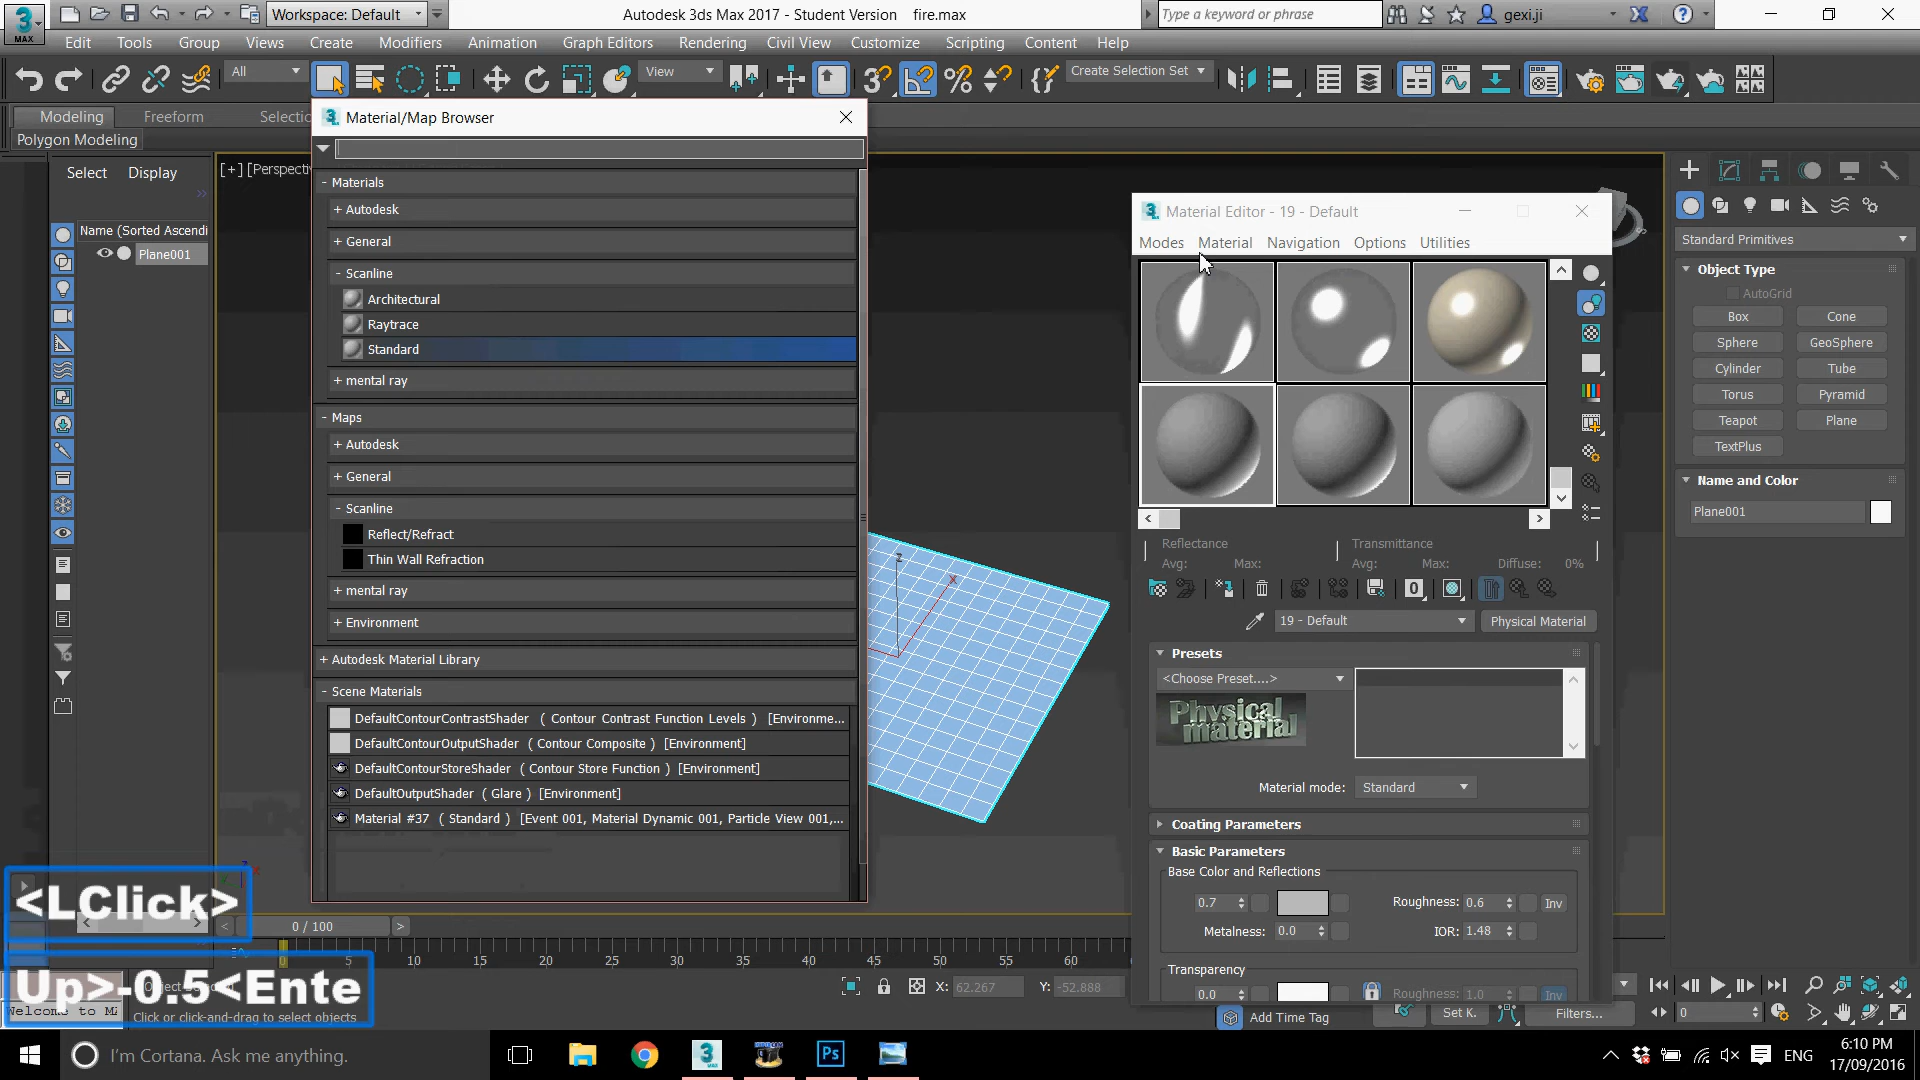 Workspace: Default
Autodesk 3ds Max 2017 - Student Version    fire.max
Type a keyword or phrase
gexi.ji
MAX
Edit Tools Group Views Create Modifiers Animation Graph Editors Rendering Civil View Customize Scripting Content Help
All
View
Create Selection Set
Modeling Freeform Selectio
Polygon Modeling
Select Display
Name (Sorted Ascendi
Plane001
[+] [Perspecti
Material/Map Browser
- Materials
+ Autodesk
+ General
- Scanline
Architectural
Raytrace
Standard
+ mental ray
- Maps
+ Autodesk
+ General
- Scanline
Reflect/Refract
Thin Wall Refraction
+ mental ray
+ Environment
+ Autodesk Material Library
- Scene Materials
DefaultContourContrastShader ( Contour Contrast Function Levels ) [Environme...
DefaultContourOutputShader ( Contour Composite ) [Environment]
DefaultContourStoreShader ( Contour Store Function ) [Environment]
DefaultOutputShader ( Glare ) [Environment]
Material #37 ( Standard ) [Event 001, Material Dynamic 001, Particle View 001,...
z
x
Material Editor - 19 - Default
Modes Material Navigation Options Utilities
Reflectance
Avg: Max:
Transmittance
Avg: Max: Diffuse: 0%
0
19 - Default
Physical Material
Presets
<Choose Preset....>
Physical material
Material mode: Standard
Coating Parameters
Basic Parameters
Base Color and Reflections
0.7
Roughness: 0.6 Inv
Metalness: 0.0
IOR: 1.48
Transparency
0.0
Roughness: 1.0 Inv
Standard Primitives
Object Type
AutoGrid
Box Cone
Sphere GeoSphere
Cylinder Tube
Torus Pyramid
Teapot Plane
TextPlus
Name and Color
Plane001
<LClick>
Up>-0.5<Ente
0 / 100
0 5 10 15 20 25 30 35 40 45 50 55 60
X: 62.267 Y: -52.888
Welcome to M
Click or click-and-drag to select objects
Add Time Tag
Set K. Filters...
0
I'm Cortana. Ask me anything.
3
MAX
Ps
ENG
6:10 PM
17/09/2016